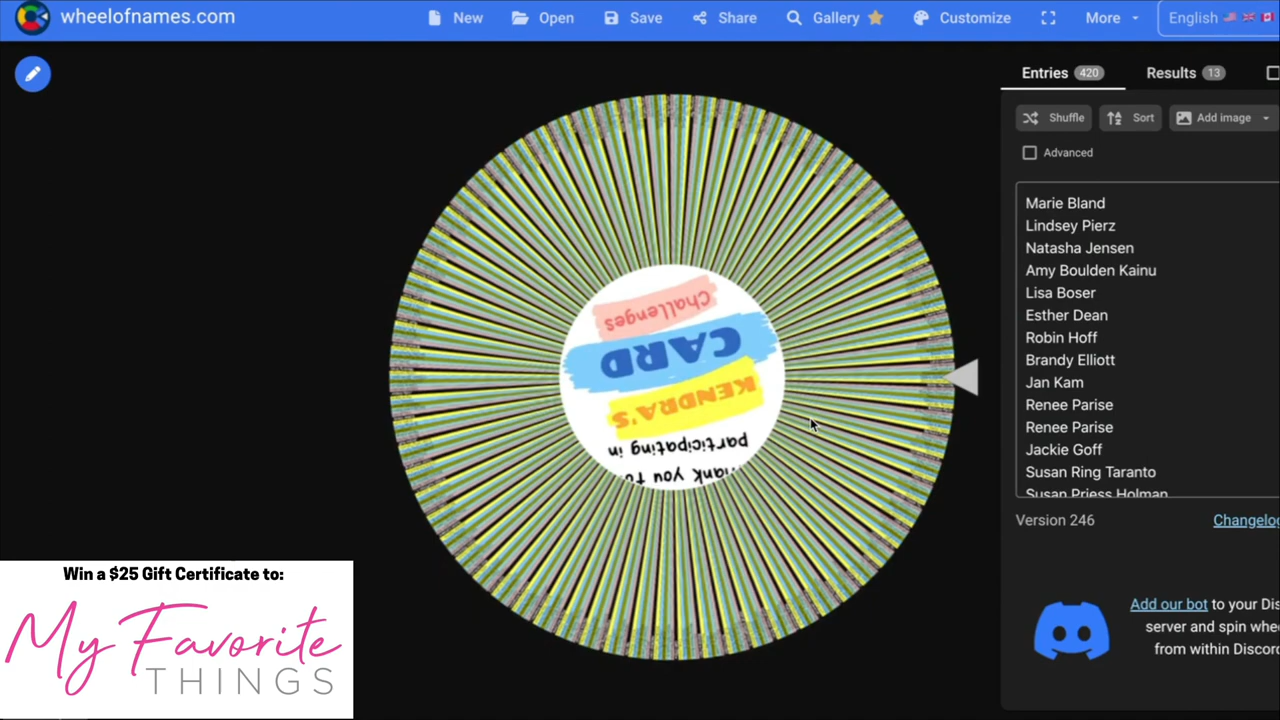 wheelofnames.com
New
Open
Save
Share
Gallery
Customize
More
English
Entries 420
Results 13
Shuffle
Sort
Add image
Advanced
Marie Bland
Lindsey Pierz
Natasha Jensen
Amy Boulden Kainu
Lisa Boser
Esther Dean
Robin Hoff
Brandy Elliott
Jan Kam
Renee Parise
Renee Parise
Jackie Goff
Susan Ring Taranto
Susan Priess Holman
Version 246
Changelog
Add our bot to your Dis
server and spin whe
from within Discor
Thank you fo
participating in
KENDRA'S
CARD
Challenges
Win a $25 Gift Certificate to:
My Favorite
THINGS